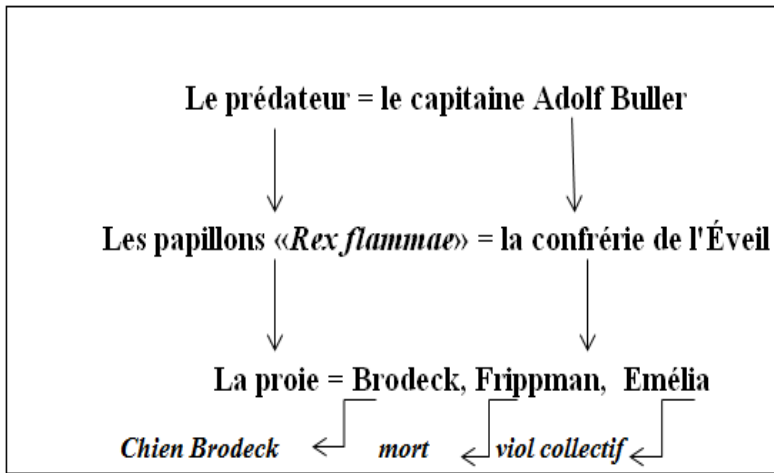 Le prédateur = le capitaine Adolf Buller
Les papillons «Rex flammae» = la confrérie de l'Éveil
La proie = Brodeck, Frippman, Emélia
Chien Brodeck mort viol collectif